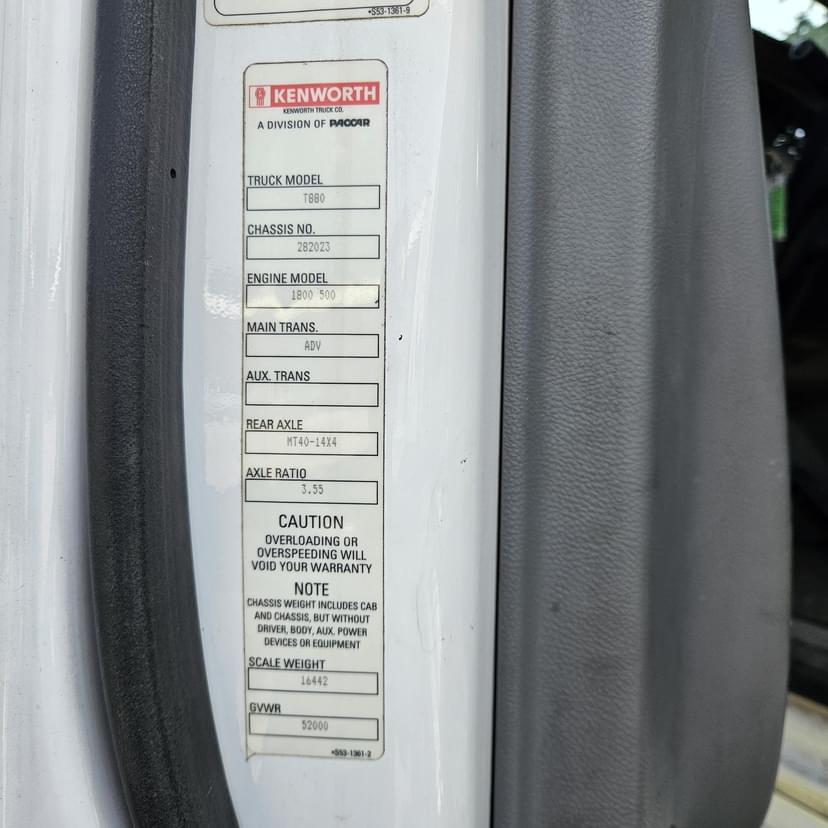 *S53-1361-9
KENWORTH
KENWORTH TRUCK CO.
A DIVISION OF PACCAR
TRUCK MODEL
T880
CHASSIS NO.
282023
ENGINE MODEL
1800 500
MAIN TRANS.
ADV
AUX. TRANS
REAR AXLE
MT40-14X4
AXLE RATIO
3.55
CAUTION
OVERLOADING OR
OVERSPEEDING WILL
VOID YOUR WARRANTY
NOTE
CHASSIS WEIGHT INCLUDES CAB
AND CHASSIS, BUT WITHOUT
DRIVER, BODY, AUX. POWER
DEVICES OR EQUIPMENT
SCALE WEIGHT
16442
GVWR
52000
*S53-1361-2